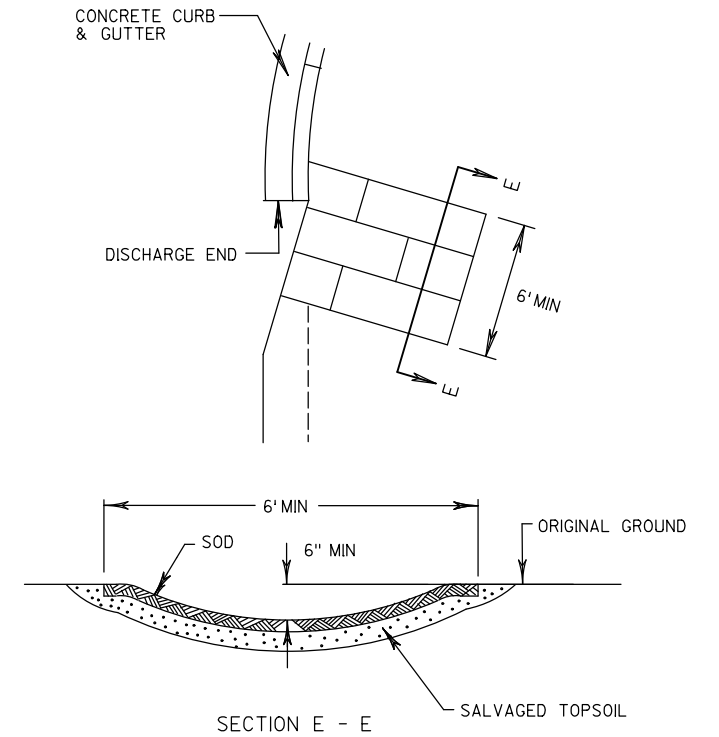 CONCRETE CURB
& GUTTER
E
DISCHARGE END
6' MIN
E
6' MIN
SOD
6" MIN
ORIGINAL GROUND
SALVAGED TOPSOIL
SECTION E - E